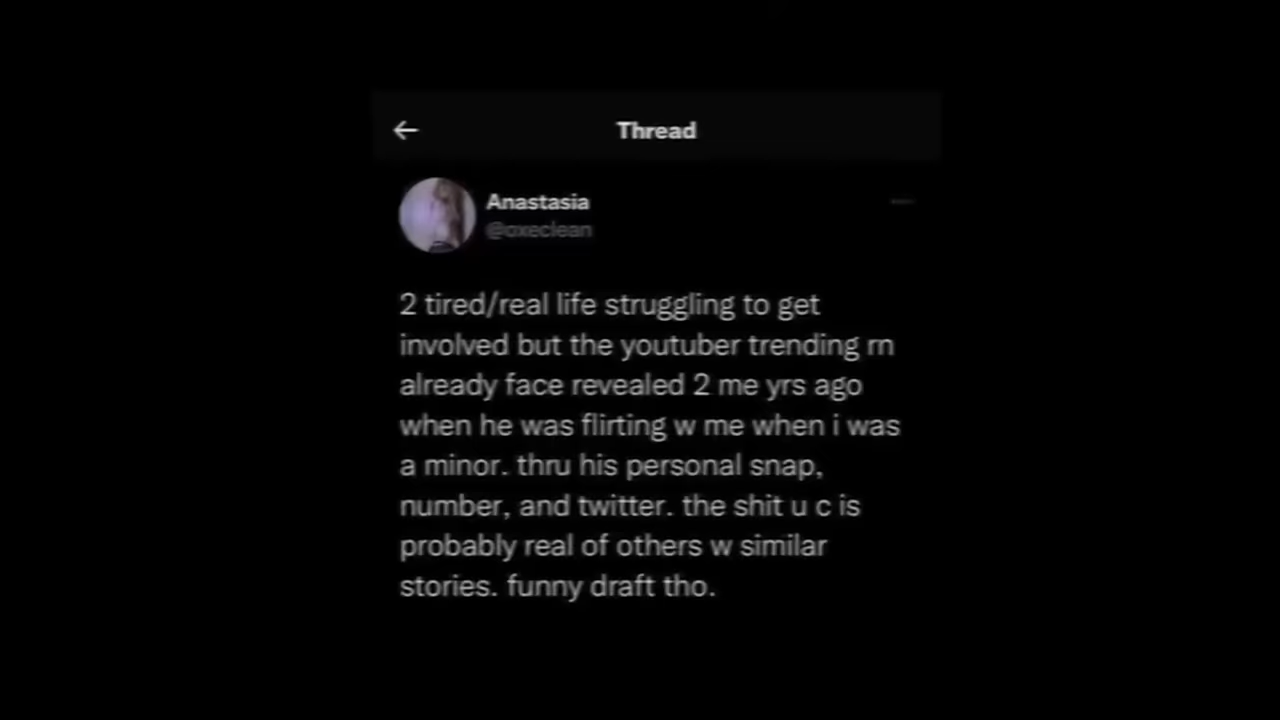 Thread
Anastasia
@oxeclean
2 tired/real life struggling to get
involved but the youtuber trending rn
already face revealed 2 me yrs ago
when he was flirting w me when i was
a minor. thru his personal snap,
number, and twitter. the shit u c is
probably real of others w similar
stories. funny draft tho.